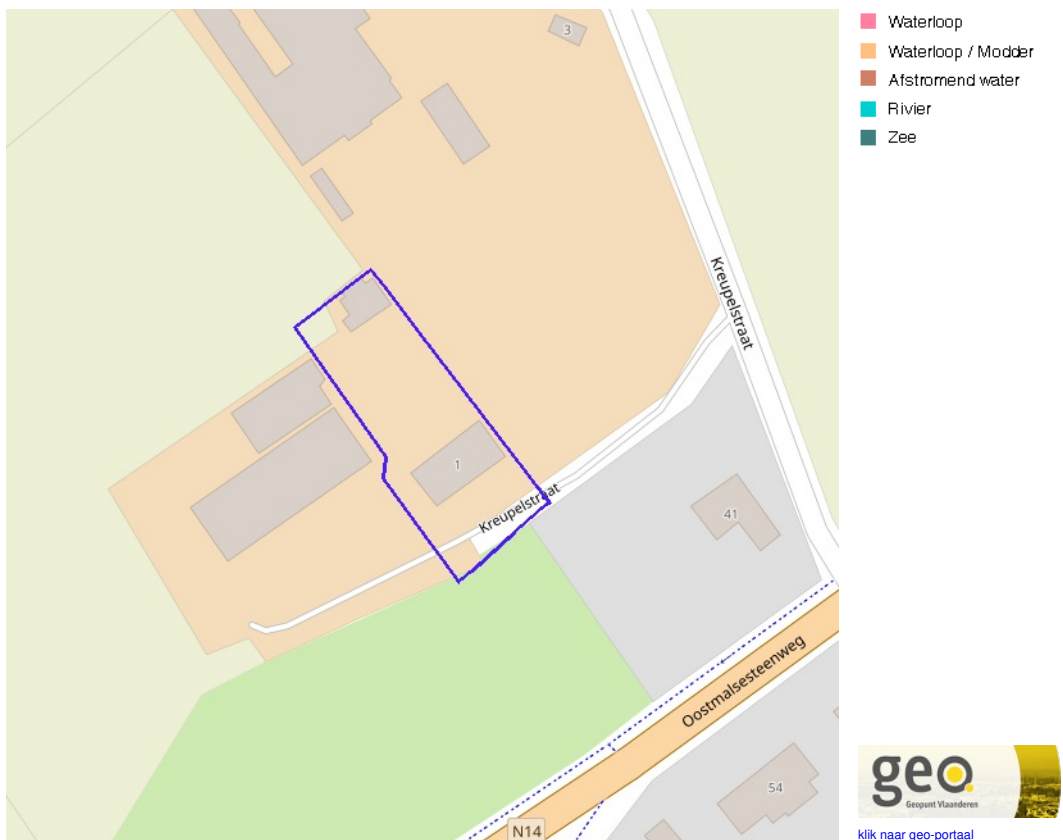 3
Kreupelstraat
1
Kreupelstraat
41
Oostmalsesteenweg
54
N14
Waterloop
Waterloop / Modder
Afstromend water
Rivier
Zee
geo.
Geopunt Vlaanderen
klik naar geo-portaal